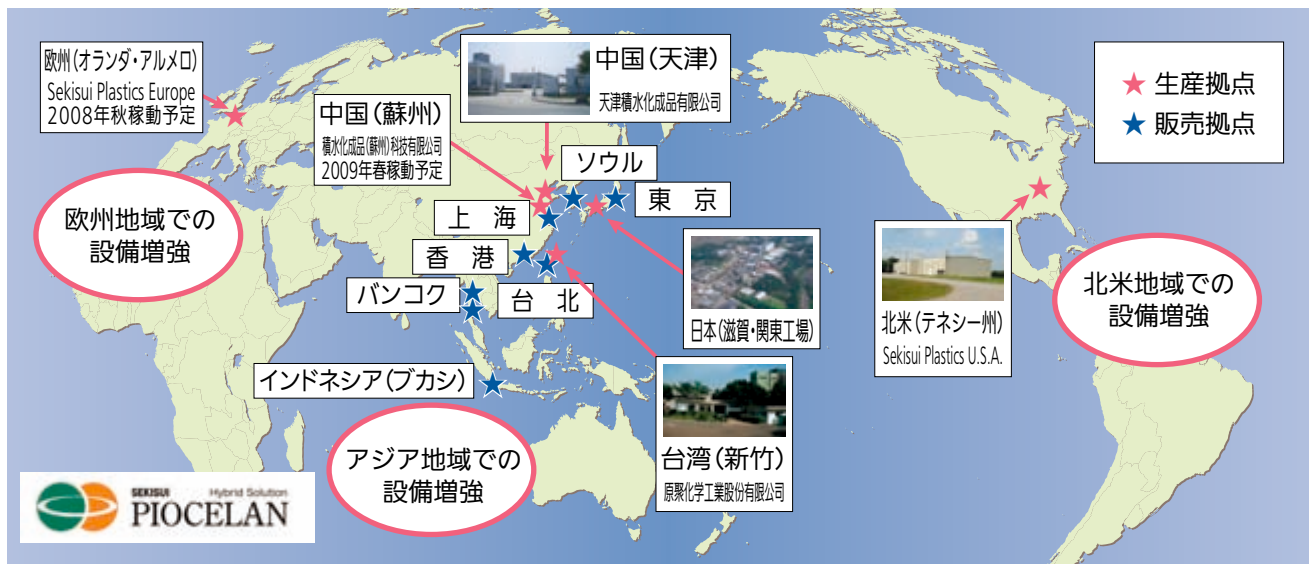 欧州(オランダ・アルメロ)
Sekisui Plastics Europe
2008年秋稼動予定
中国(蘇州)
積水化成品(蘇州)科技有限公司
2009年春稼動予定
中国(天津)
天津積水化成品有限公司
★ 生産拠点
★ 販売拠点
ソウル
東 京
上 海
香 港
バンコク
台 北
インドネシア(ブカシ)
欧州地域での
設備増強
日本(滋賀・関東工場)
北米(テネシー州)
Sekisui Plastics U.S.A.
北米地域での
設備増強
台湾(新竹)
原聚化学工業股份有限公司
アジア地域での
設備増強
SEKISUI Hybrid Solution
PIOCELAN